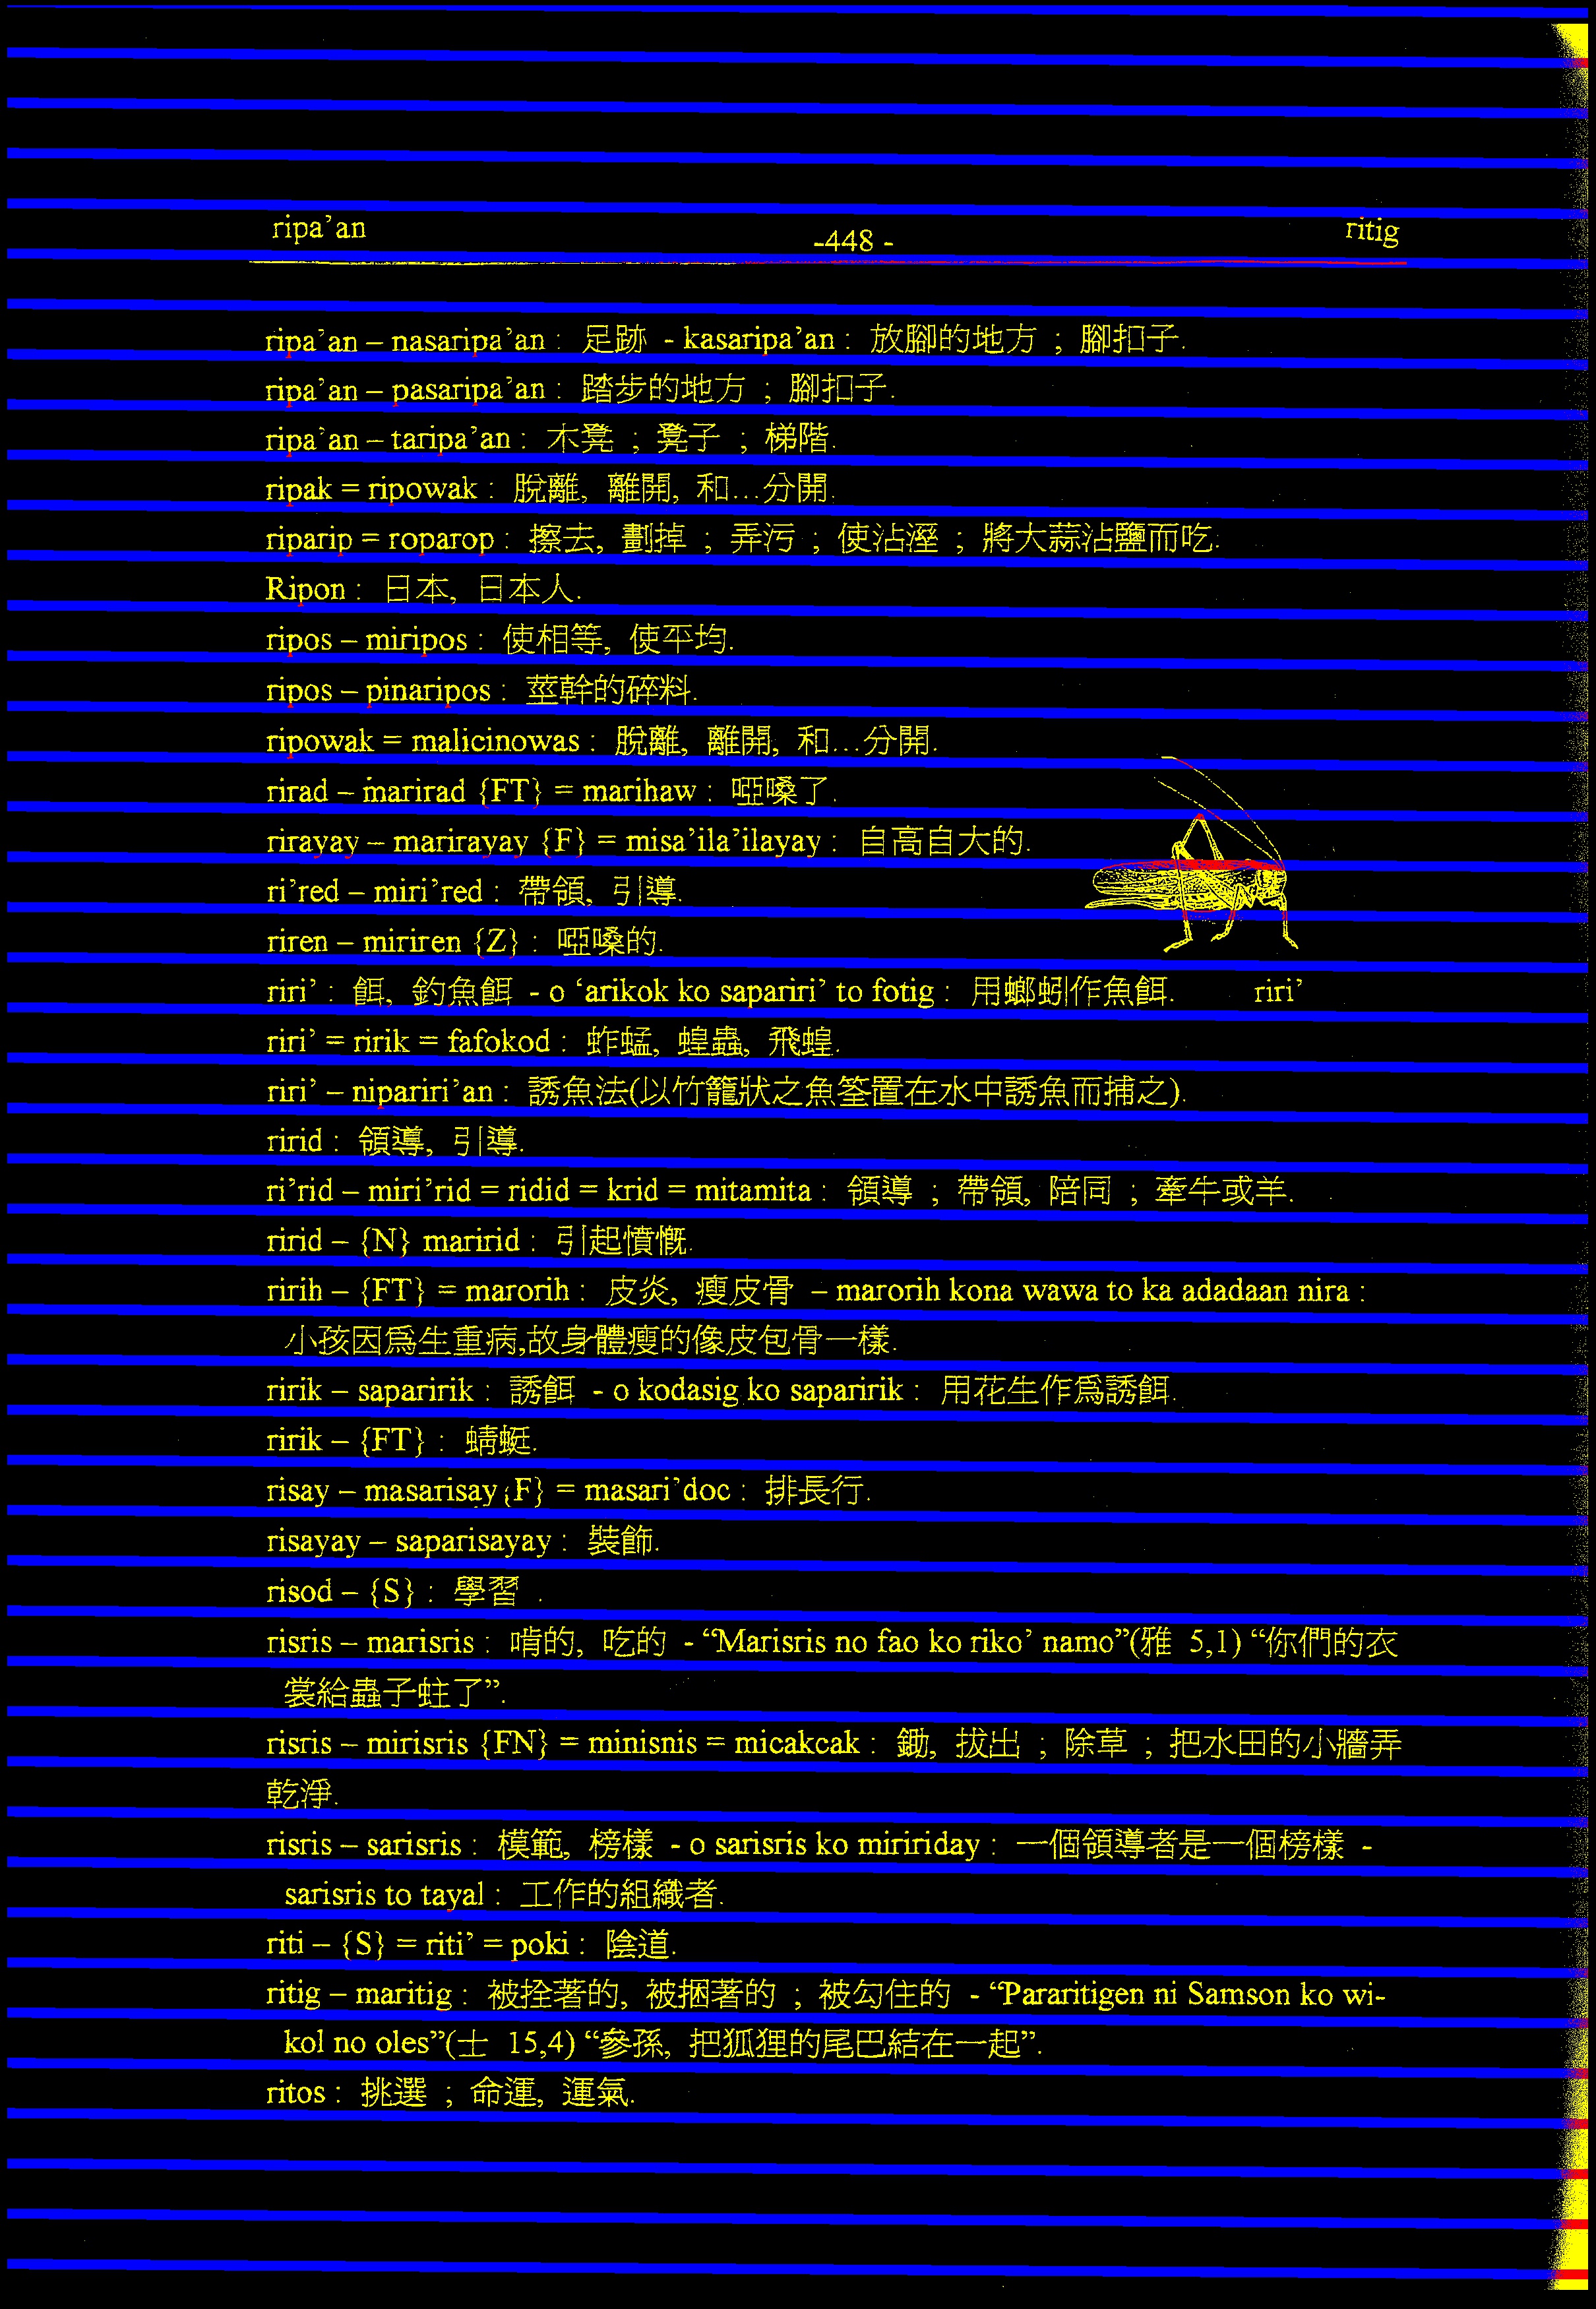 ripa’an -448 - ritig
ripa’an – nasaripa’an : 足跡 - kasaripa’an : 放腳的地方 ; 腳扣子.
ripa’an – pasaripa’an : 踏步的地方 ; 腳扣子.
ripa’an – taripa’an : 木凳 ; 凳子 ; 梯階.
ripak = ripowak : 脫離, 離開, 和…分開.
riparip = roparop : 擦去, 劃掉 ; 弄污 ; 使沾溼 ; 將大蒜沾鹽而吃.
Ripon : 日本, 日本人.
ripos – miripos : 使相等, 使平均.
ripos – pinaripos : 莖幹的碎料.
ripowak = malicinowas : 脫離, 離開, 和…分開.
rirad – marirad {FT} = marihaw : 啞嗓了.
rirayay – marirayay {F} = misa’ila’ilayay : 自高自大的.
ri’red – miri’red : 帶領, 引導.
riren – miriren {Z} : 啞嗓的.
riri’ : 餌, 釣魚餌 - o ‘arikok ko sapariri’ to fotig : 用螂蚓作魚餌. riri’
riri’ = ririk = fafokod : 蚱蜢, 蝗蟲, 飛蝗.
riri’ – nipariri’an : 誘魚法(以竹籠狀之魚筌置在水中誘魚而捕之).
ririd : 領導, 引導.
ri’rid – miri’rid = ridid = krid = mitamita : 領導 ; 帶領, 陪同 ; 牽牛或羊.
ririd – {N} maririd : 引起憤慨.
ririh – {FT} = marorih : 皮炎, 瘦皮骨 – marorih kona wawa to ka adadaan nira :
小孩因為生重病,故身體瘦的像皮包骨一樣.
ririk – saparirik : 誘餌 - o kodasig ko saparirik : 用花生作為誘餌.
ririk – {FT} : 蜻蜓.
risay – masarisay {F} = masari’doc : 排長行.
risayay – saparisayay : 裝飾.
risod – {S} : 學習 .
risris – marisris : 啃的, 吃的 - “Marisris no fao ko riko’ namo”(雅 5,1) “你們的衣
裳給蟲子蛀了”.
risris – mirisris {FN} = minisnis = micakcak : 鋤, 拔出 ; 除草 ; 把水田的小牆弄
乾淨.
risris – sarisris : 模範, 榜樣 - o sarisris ko miririday : 一個領導者是一個榜樣 -
sarisris to tayal : 工作的組織者.
riti – {S} = riti’ = poki : 陰道.
ritig – maritig : 被拴著的, 被捆著的 ; 被勾住的 - “Pararitigen ni Samson ko wi-
kol no oles”(士 15,4) “參孫, 把狐狸的尾巴結在一起”.
ritos : 挑選 ; 命運, 運氣.